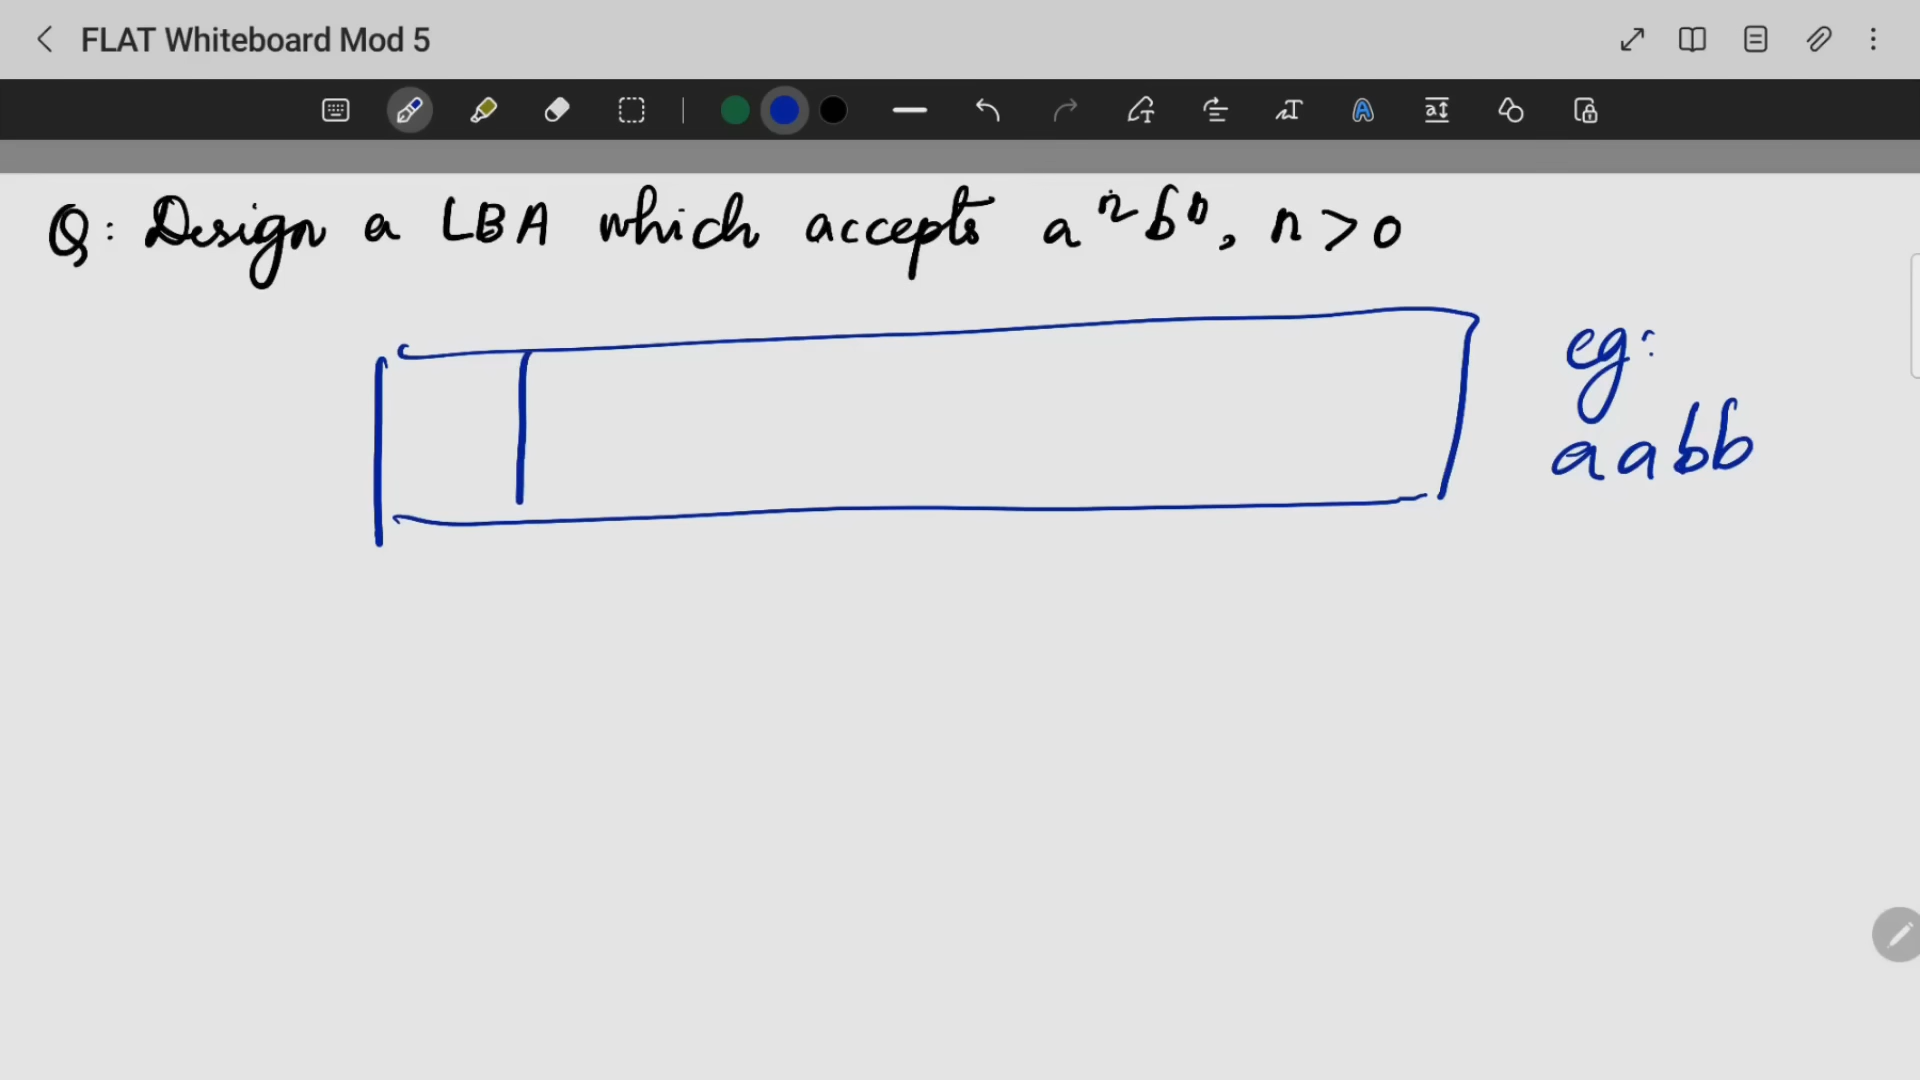 FLAT Whiteboard Mod 5
Q: Design a LBA which accepts aⁿbⁿ, n > 0
eg:
aabb